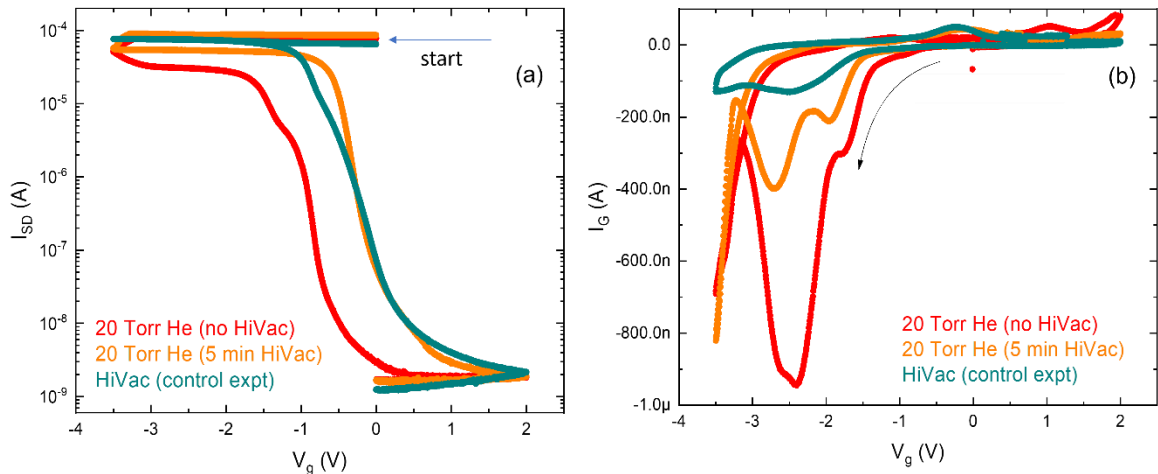 10⁻⁴
10⁻⁵
10⁻⁶
10⁻⁷
10⁻⁸
10⁻⁹
I_SD (A)
start
(a)
20 Torr He (no HiVac)
20 Torr He (5 min HiVac)
HiVac (control expt)
-4 -3 -2 -1 0 1 2
V_g (V)
0.0
-200.0n
-400.0n
-600.0n
-800.0n
-1.0µ
I_G (A)
(b)
20 Torr He (no HiVac)
20 Torr He (5 min HiVac)
HiVac (control expt)
-4 -3 -2 -1 0 1 2
V_g (V)